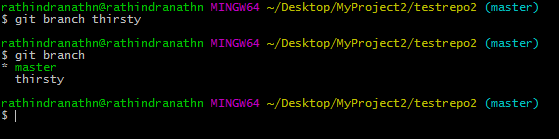 rathindranathn@rathindranathn MINGW64 ~/Desktop/MyProject2/testrepo2 (master)
$ git branch thirsty
rathindranathn@rathindranathn MINGW64 ~/Desktop/MyProject2/testrepo2 (master)
$ git branch
* master
  thirsty
rathindranathn@rathindranathn MINGW64 ~/Desktop/MyProject2/testrepo2 (master)
$